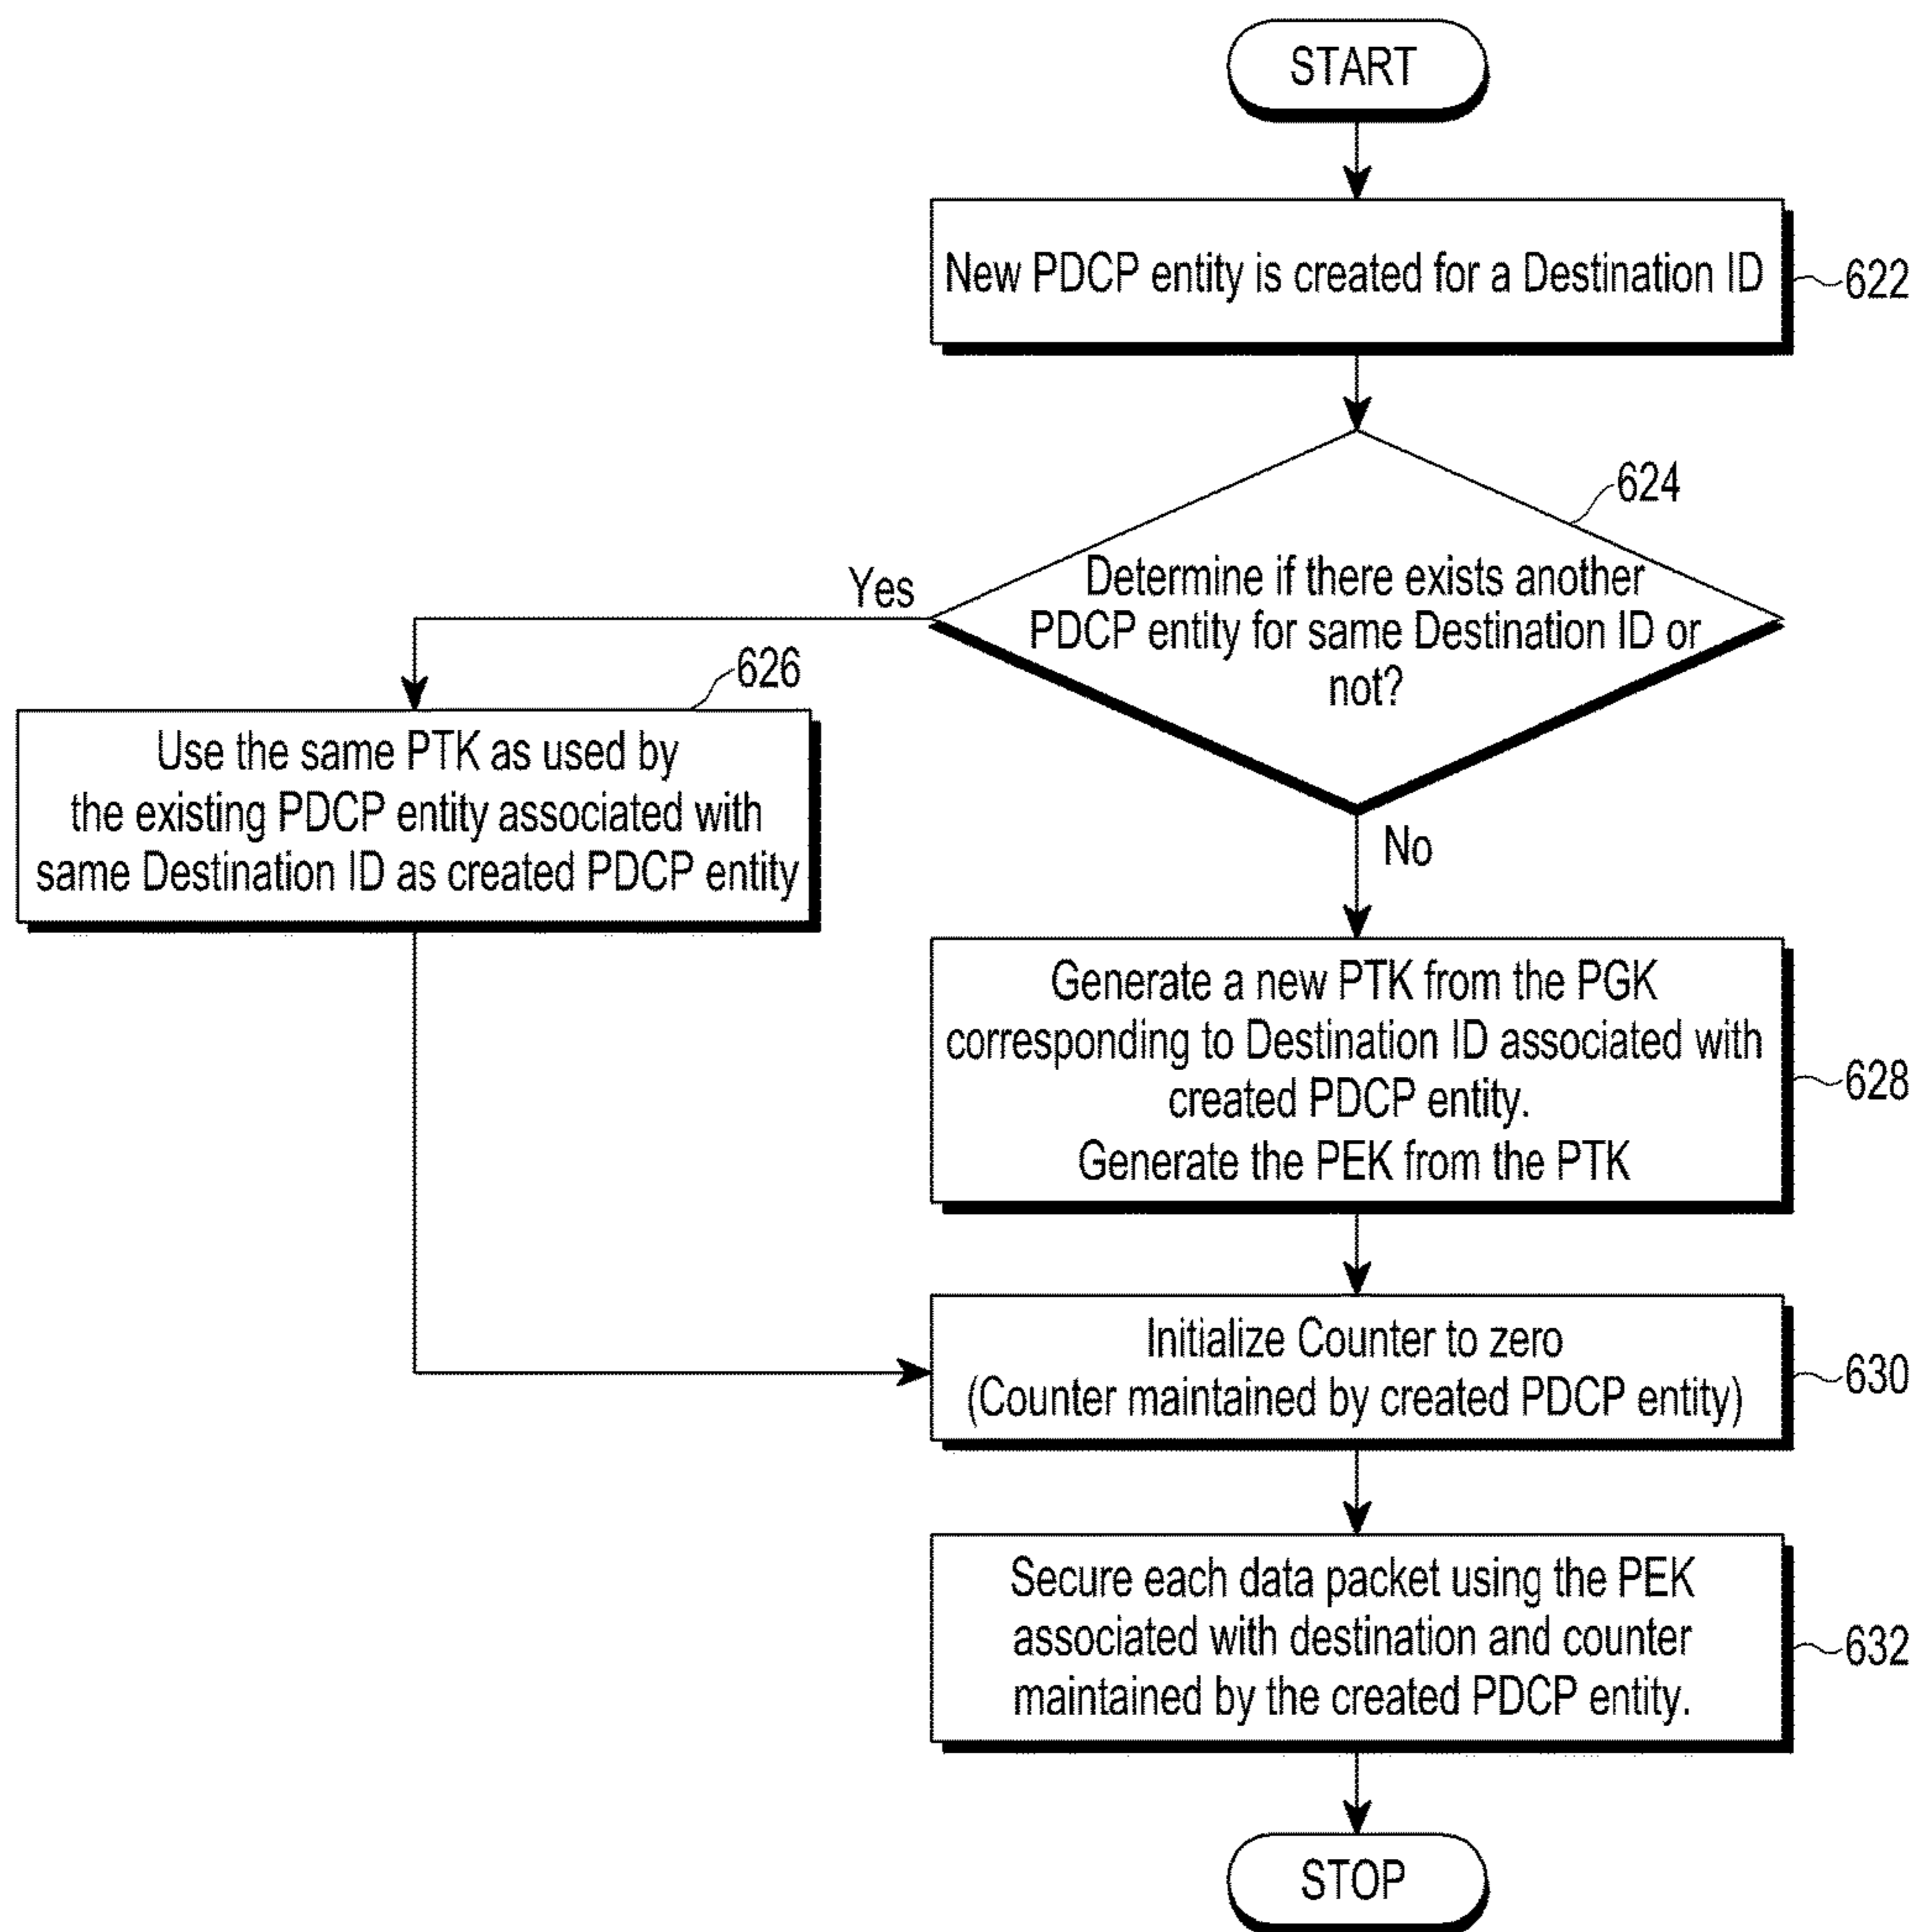 START
New PDCP entity is created for a Destination ID
622
624
Determine if there exists another
PDCP entity for same Destination ID or
not?
Yes
626
Use the same PTK as used by
the existing PDCP entity associated with
same Destination ID as created PDCP entity
No
Generate a new PTK from the PGK
corresponding to Destination ID associated with
created PDCP entity.
Generate the PEK from the PTK
628
Initialize Counter to zero
(Counter maintained by created PDCP entity)
630
Secure each data packet using the PEK
associated with destination and counter
maintained by the created PDCP entity.
632
STOP